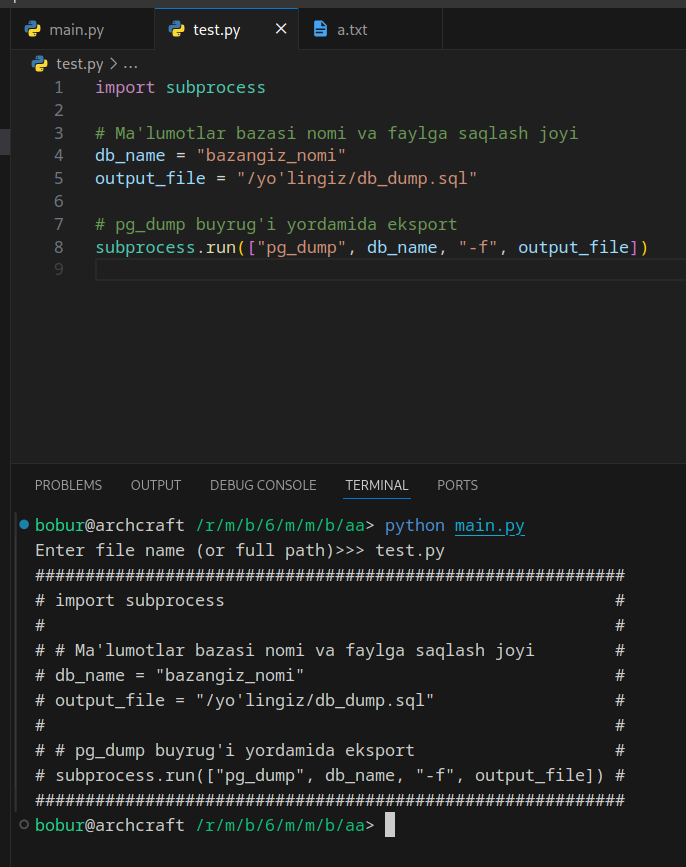 main.py test.py a.txt
test.py > ...
1 import subprocess
2
3 # Ma'lumotlar bazasi nomi va faylga saqlash joyi
4 db_name = "bazangiz_nomi"
5 output_file = "/yo'lingiz/db_dump.sql"
6
7 # pg_dump buyrug'i yordamida eksport
8 subprocess.run(["pg_dump", db_name, "-f", output_file])
9
PROBLEMS OUTPUT DEBUG CONSOLE TERMINAL PORTS
bobur@archcraft /r/m/b/6/m/m/b/aa> python main.py
Enter file name (or full path)>>> test.py
###########################################################
# import subprocess                                       #
#                                                         #
# # Ma'lumotlar bazasi nomi va faylga saqlash joyi        #
# db_name = "bazangiz_nomi"                               #
# output_file = "/yo'lingiz/db_dump.sql"                  #
#                                                         #
# # pg_dump buyrug'i yordamida eksport                    #
# subprocess.run(["pg_dump", db_name, "-f", output_file]) #
###########################################################
bobur@archcraft /r/m/b/6/m/m/b/aa>